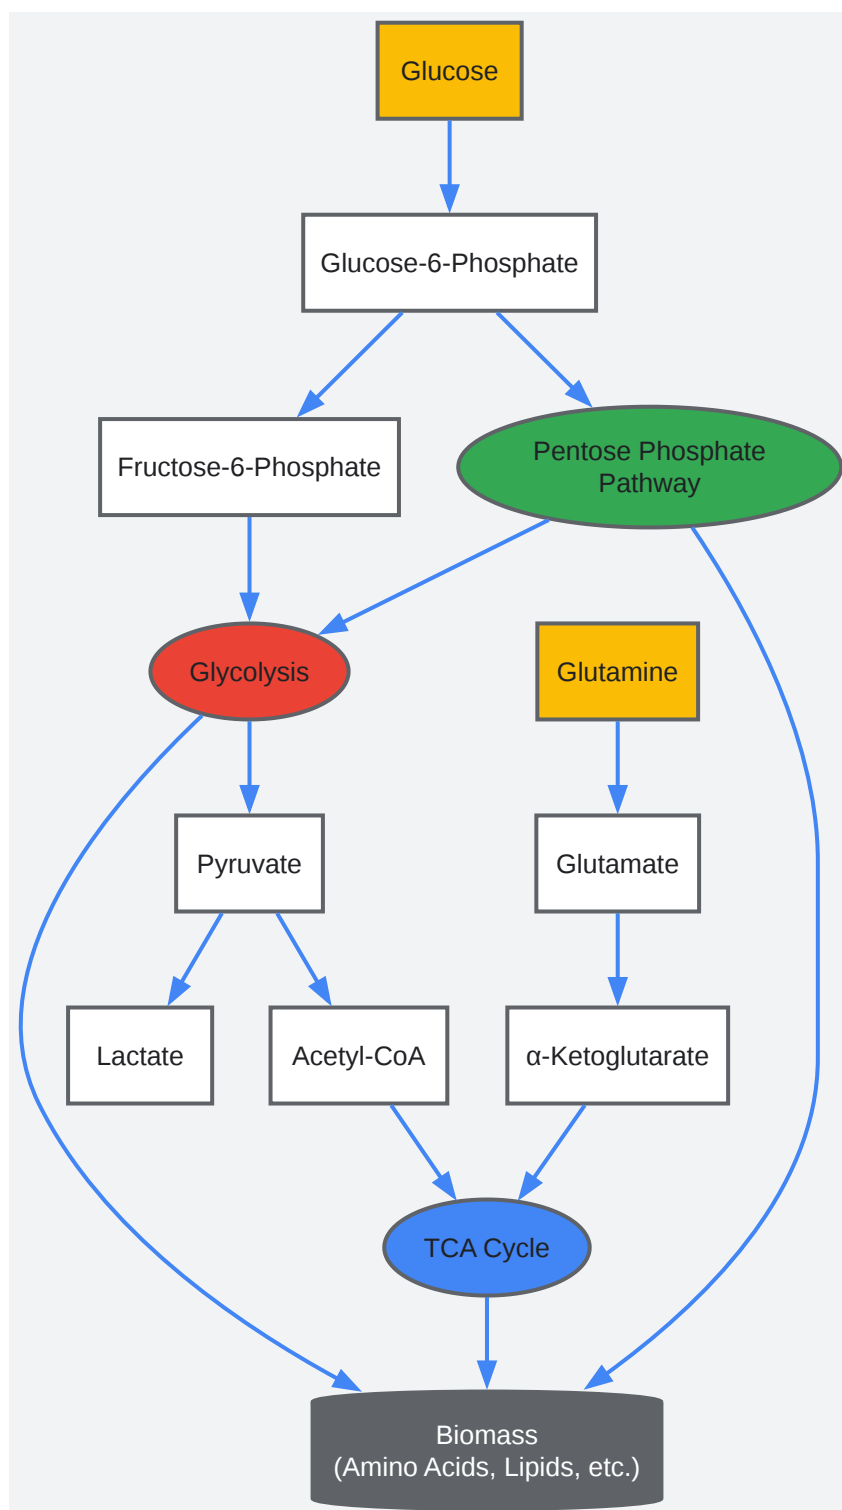 Glucose
Glucose-6-Phosphate
Fructose-6-Phosphate
Pentose Phosphate
Pathway
Glycolysis
Glutamine
Pyruvate
Glutamate
Lactate
Acetyl-CoA
α-Ketoglutarate
TCA Cycle
Biomass
(Amino Acids, Lipids, etc.)